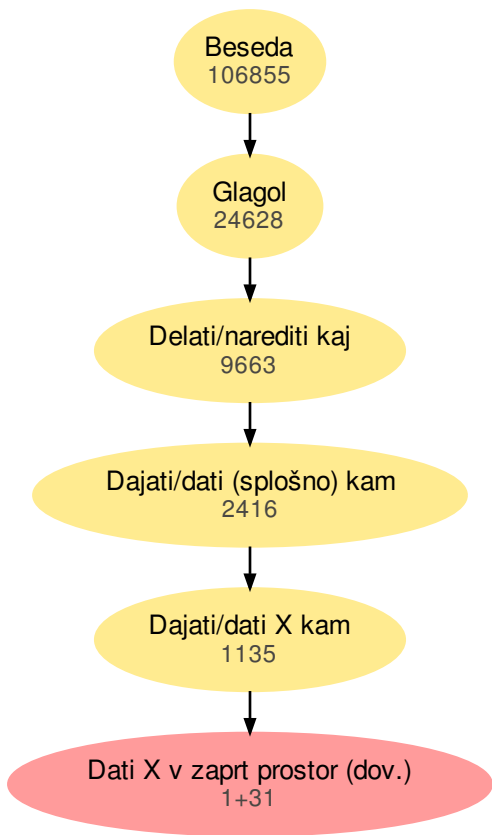 Beseda
106855
Glagol
24628
Delati/narediti kaj
9663
Dajati/dati (splošno) kam
2416
Dajati/dati X kam
1135
Dati X v zaprt prostor (dov.)
1+31